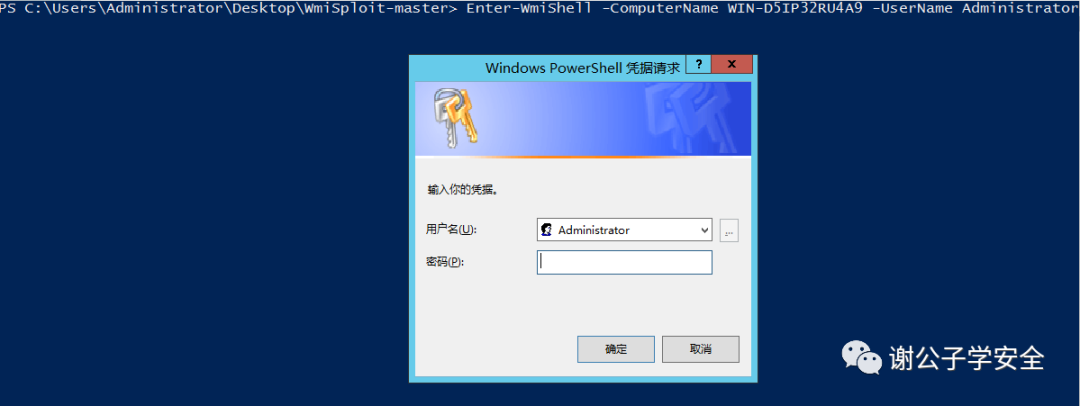 PS C:\Users\Administrator\Desktop\WmiSploit-master> Enter-WmiShell -ComputerName WIN-D5IP32RU4A9 -UserName Administrator
Windows PowerShell 凭据请求
? x
输入你的凭据。
用户名(U):
Administrator
...
密码(P):
确定
取消
谢公子学安全